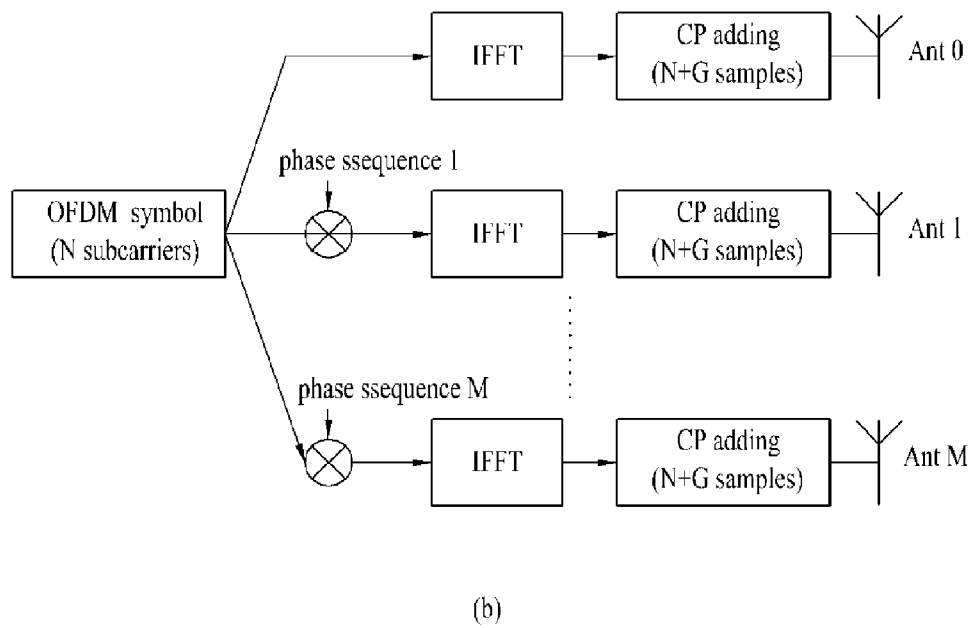 IFFT
CP adding
(N+G samples)
Ant 0
phase ssequence 1
OFDM symbol
(N subcarriers)
IFFT
CP adding
(N+G samples)
Ant 1
phase ssequence M
IFFT
CP adding
(N+G samples)
Ant M
(b)